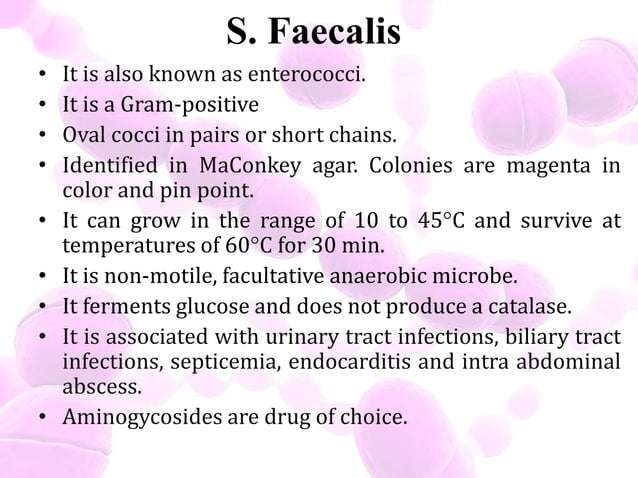 S. Faecalis
• It is also known as enterococci.
• It is a Gram-positive
• Oval cocci in pairs or short chains.
• Identified in MaConkey agar. Colonies are magenta in
color and pin point.
• It can grow in the range of 10 to 45°C and survive at
temperatures of 60°C for 30 min.
• It is non-motile, facultative anaerobic microbe.
• It ferments glucose and does not produce a catalase.
• It is associated with urinary tract infections, biliary tract
infections, septicemia, endocarditis and intra abdominal
abscess.
• Aminogycosides are drug of choice.